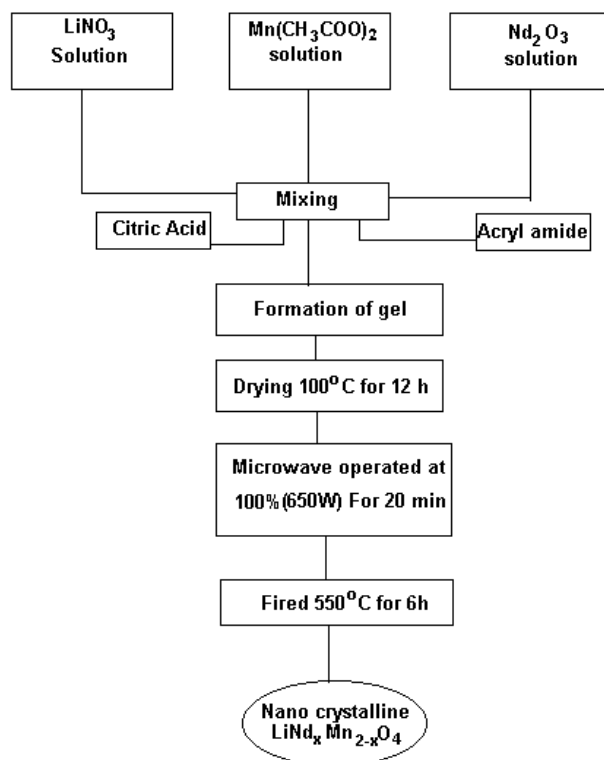 LiNO₃
Solution
Mn(CH₃COO)₂
solution
Nd₂O₃
solution
Mixing
Citric Acid
Acryl amide
Formation of gel
Drying 100°C for 12 h
Microwave operated at
100%(650W) For 20 min
Fired 550°C for 6h
Nano crystalline
LiNdₓMn₂₋ₓO₄